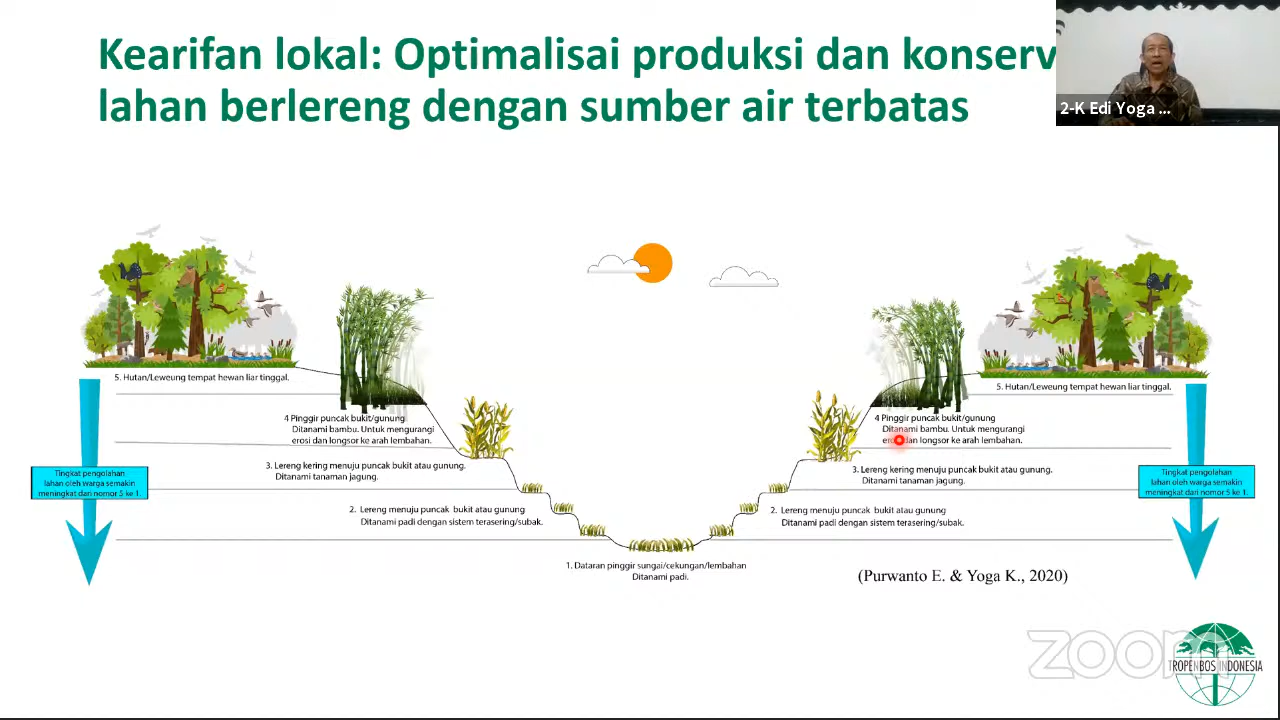 Kearifan lokal: Optimalisai produksi dan konserv
lahan berlereng dengan sumber air terbatas
2-K Edi Yoga ...
5. Hutan/Leweung tempat hewan liar tinggal.
4 Pinggir puncak bukit/gunung
Ditanami bambu. Untuk mengurangi
erosi dan longsor ke arah lembahan.
3. Lereng kering menuju puncak bukit atau gunung.
Ditanami tanaman jagung.
2. Lereng menuju puncak bukit atau gunung
Ditanami padi dengan sistem terasering/subak.
Tingkat pengolahan
lahan oleh warga semakin
meningkat dari nomor 5 ke 1.
1. Dataran pinggir sungai/cekungan/lembahan
Ditanami padi.
5. Hutan/Leweung tempat hewan liar tinggal.
4 Pinggir puncak bukit/gunung
Ditanami bambu. Untuk mengurangi
erosi dan longsor ke arah lembahan.
3. Lereng kering menuju puncak bukit atau gunung.
Ditanami tanaman jagung.
2. Lereng menuju puncak bukit atau gunung
Ditanami padi dengan sistem terasering/subak.
Tingkat pengolahan
lahan oleh warga semakin
meningkat dari nomor 5 ke 1.
(Purwanto E. & Yoga K., 2020)
zoom
TROPENBOS INDONESIA